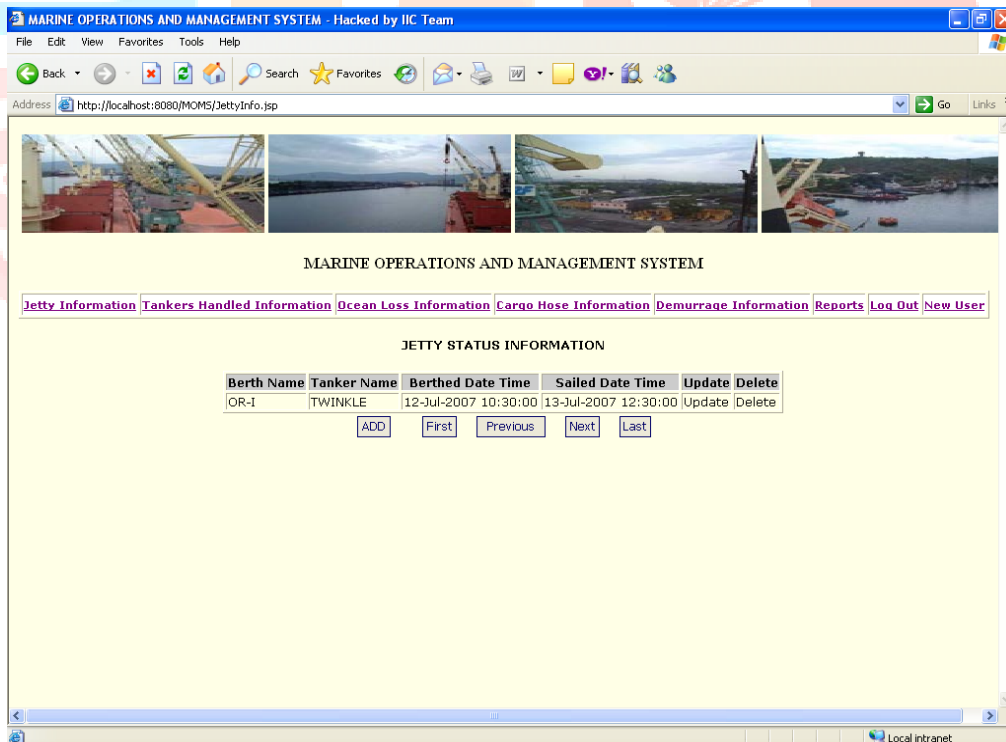 MARINE OPERATIONS AND MANAGEMENT SYSTEM - Hacked by IIC Team
File Edit View Favorites Tools Help
Back Search Favorites
Address http://localhost:8080/MOMS/JettyInfo.jsp Go Links
MARINE OPERATIONS AND MANAGEMENT SYSTEM
Jetty Information Tankers Handled Information Ocean Loss Information Cargo Hose Information Demurrage Information Reports Log Out New User
JETTY STATUS INFORMATION
Berth Name Tanker Name Berthed Date Time Sailed Date Time Update Delete
OR-I TWINKLE 12-Jul-2007 10:30:00 13-Jul-2007 12:30:00 Update Delete
ADD First Previous Next Last
Local intranet